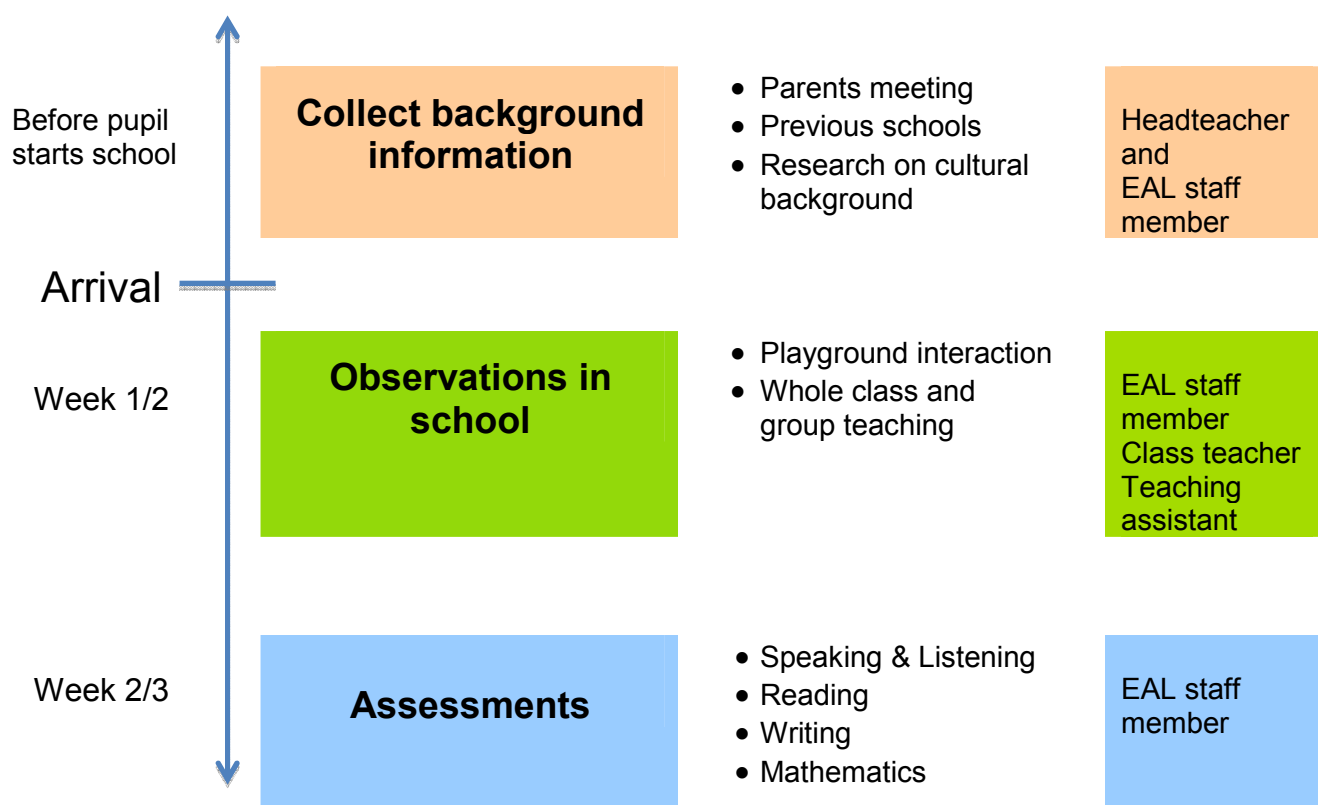 Before pupil
starts school
Collect background
information
• Parents meeting
• Previous schools
• Research on cultural
background
Headteacher
and
EAL staff
member
Arrival
Week 1/2
Observations in
school
• Playground interaction
• Whole class and
group teaching
EAL staff
member
Class teacher
Teaching
assistant
Week 2/3
Assessments
• Speaking & Listening
• Reading
• Writing
• Mathematics
EAL staff
member